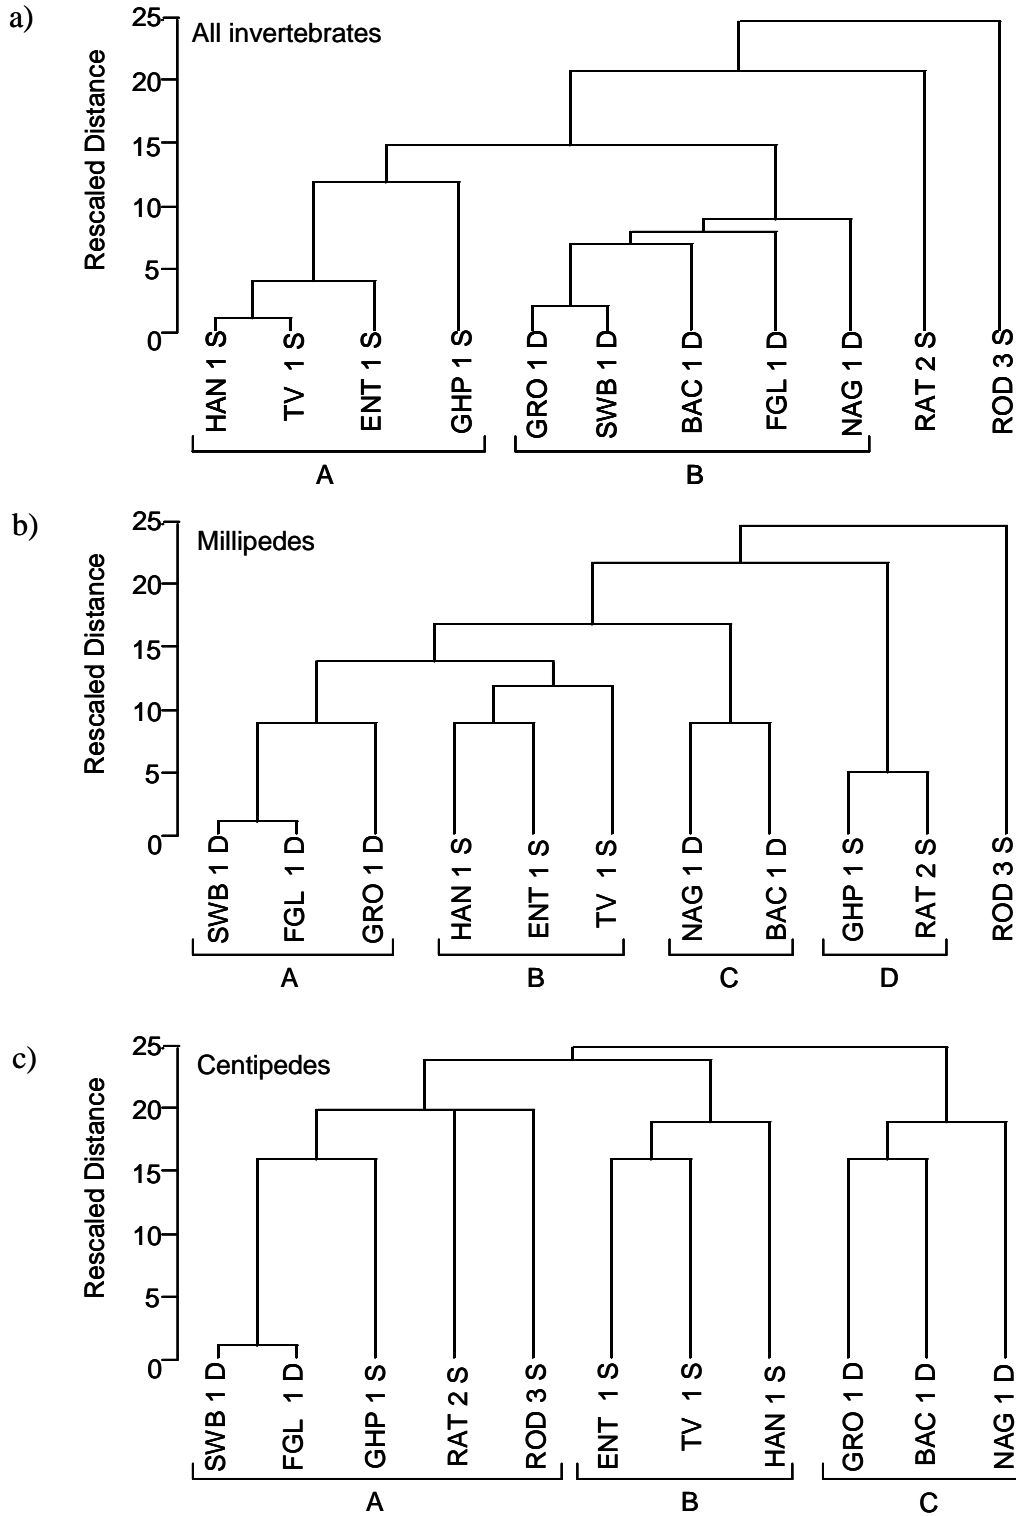 a)
All invertebrates
Rescaled Distance
25
20
15
10
5
0
HAN 1 S
TV 1 S
ENT 1 S
GHP 1 S
GRO 1 D
SWB 1 D
BAC 1 D
FGL 1 D
NAG 1 D
RAT 2 S
ROD 3 S
A
B
b)
Millipedes
Rescaled Distance
25
20
15
10
5
0
SWB 1 D
FGL 1 D
GRO 1 D
HAN 1 S
ENT 1 S
TV 1 S
NAG 1 D
BAC 1 D
GHP 1 S
RAT 2 S
ROD 3 S
A
B
C
D
c)
Centipedes
Rescaled Distance
25
20
15
10
5
0
SWB 1 D
FGL 1 D
GHP 1 S
RAT 2 S
ROD 3 S
ENT 1 S
TV 1 S
HAN 1 S
GRO 1 D
BAC 1 D
NAG 1 D
A
B
C